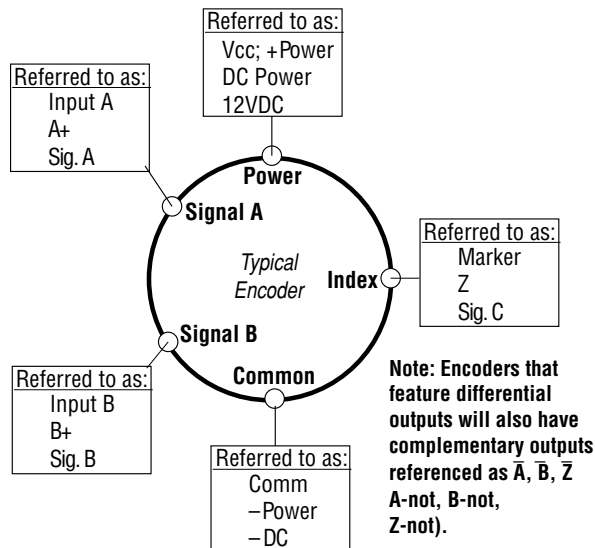 Referred to as:
Vcc; +Power
DC Power
12VDC
Referred to as:
Input A
A+
Sig. A
Power
Signal A
Typical
Encoder
Index
Referred to as:
Marker
Z
Sig. C
Signal B
Common
Referred to as:
Input B
B+
Sig. B
Referred to as:
Comm
–Power
–DC
Note: Encoders that
feature differential
outputs will also have
complementary outputs
referenced as A̅, B̅, Z̅
A-not, B-not,
Z-not).